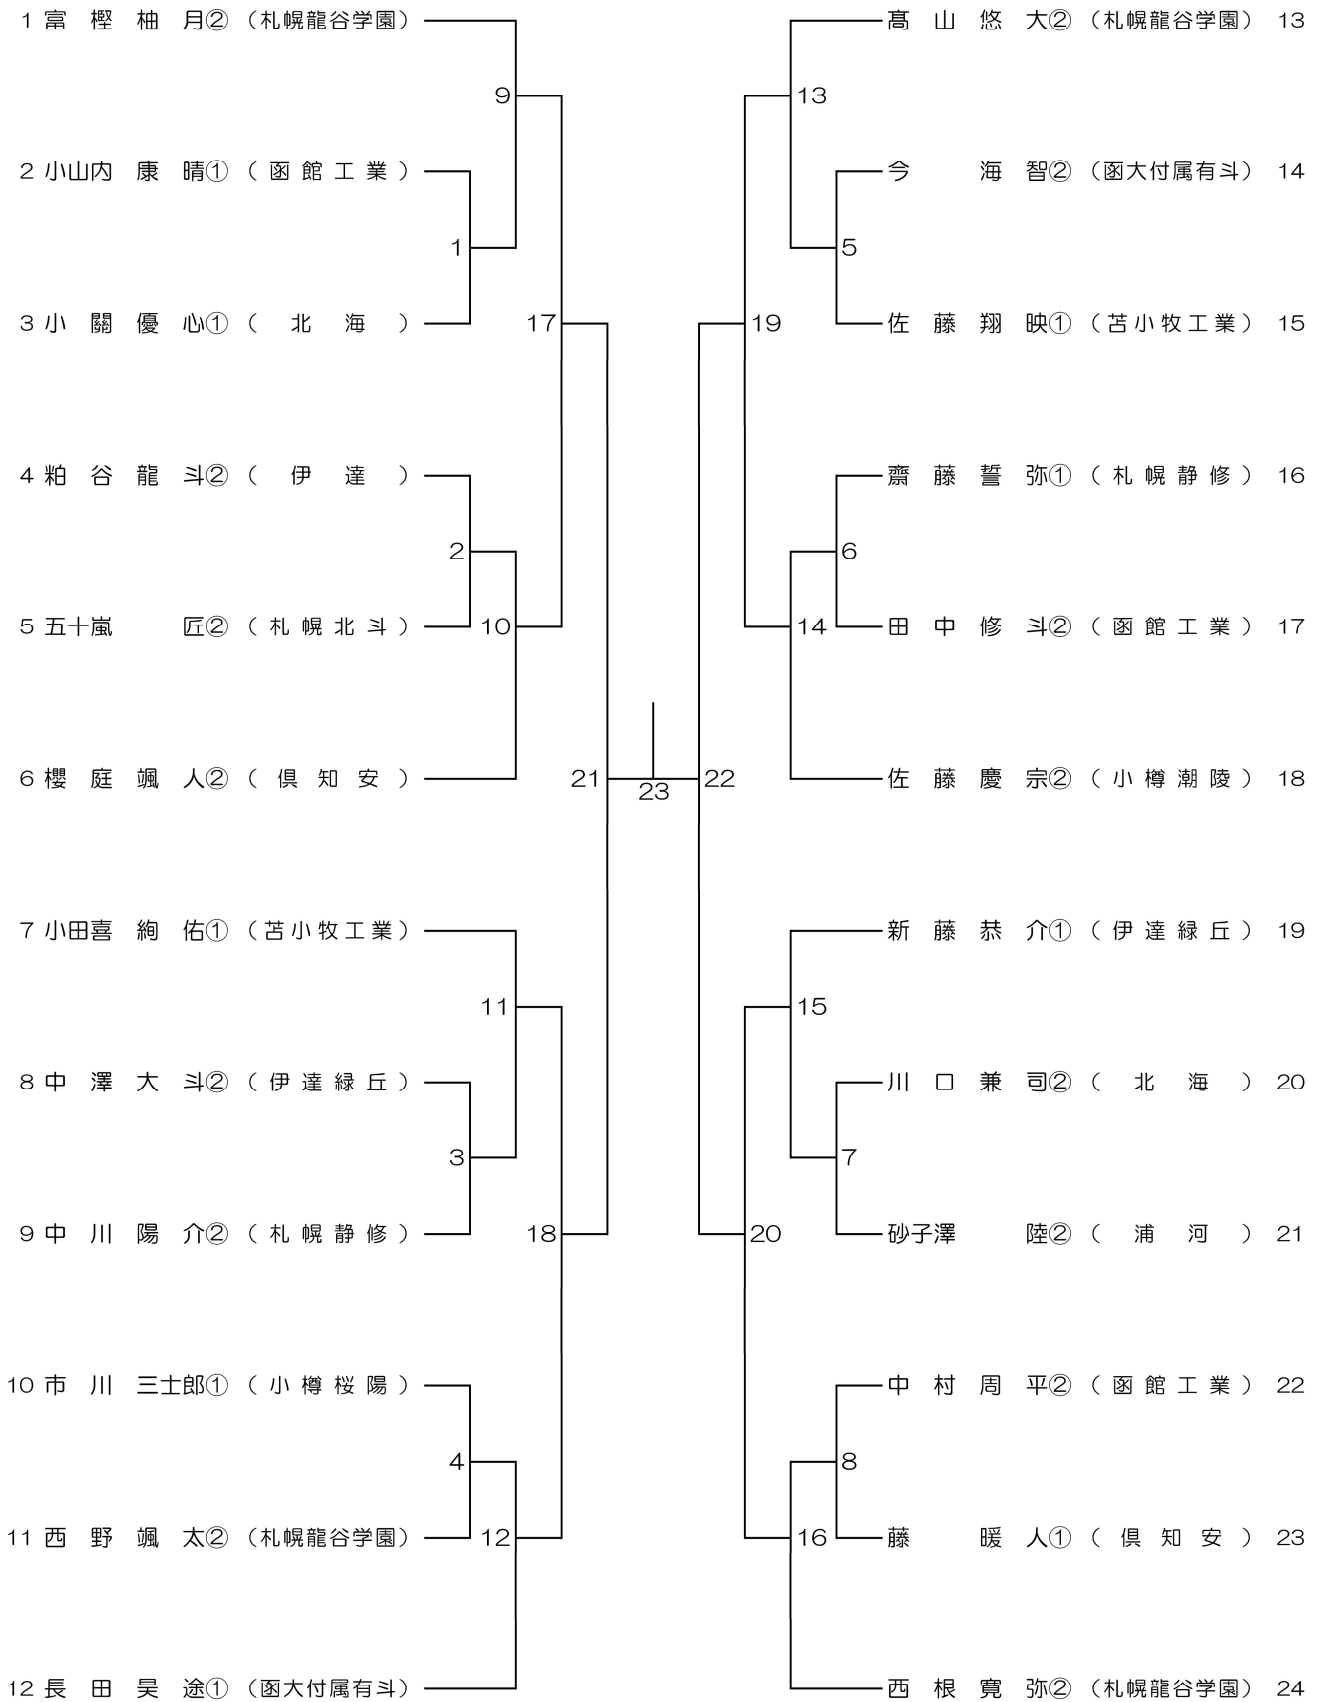 1 富樫柚月② (札幌龍谷学園)
9
2 小山内康晴① (函館工業)
1
3 小關優心① (北海)
17
4 粕谷龍斗② (伊達)
2
5 五十嵐匠② (札幌北斗)
10
6 櫻庭颯人② (倶知安)
21
7 小田喜絢佑① (苫小牧工業)
11
8 中澤大斗② (伊達緑丘)
3
9 中川陽介② (札幌静修)
18
10 市川三士郎① (小樽桜陽)
4
11 西野颯太② (札幌龍谷学園)
12
12 長田昊途① (函大付属有斗)
23
髙山悠大② (札幌龍谷学園) 13
13
今海智② (函大付属有斗) 14
5
佐藤翔映① (苫小牧工業) 15
19
齋藤誓弥① (札幌静修) 16
6
田中修斗② (函館工業) 17
14
佐藤慶宗② (小樽潮陵) 18
22
新藤恭介① (伊達緑丘) 19
15
川口兼司② (北海) 20
7
砂子澤陸② (浦河) 21
20
中村周平② (函館工業) 22
8
藤暖人① (倶知安) 23
16
西根寛弥② (札幌龍谷学園) 24